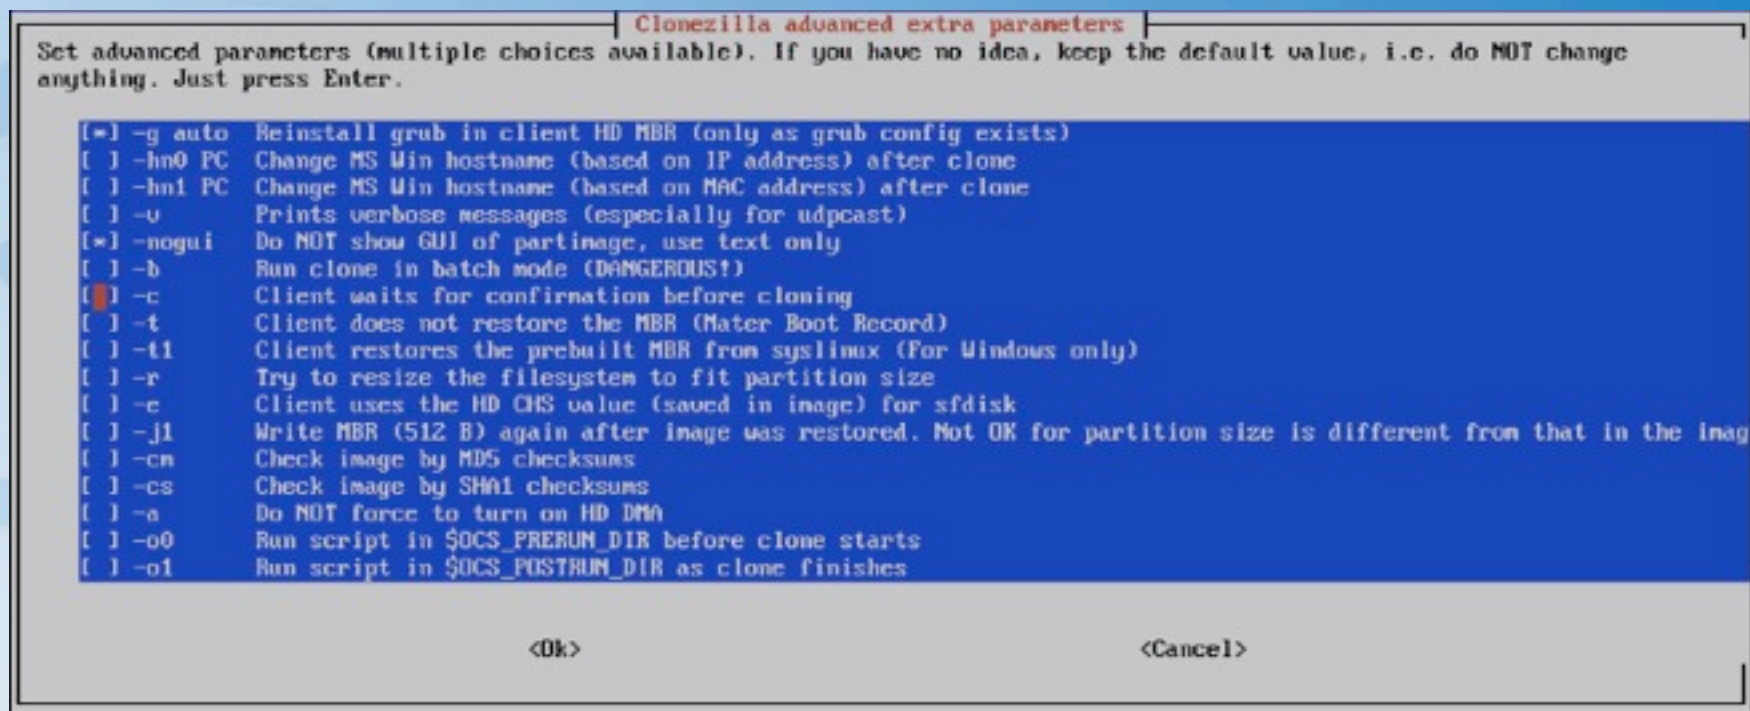 Clonezilla advanced extra parameters
Set advanced parameters (multiple choices available). If you have no idea, keep the default value, i.e. do NOT change
anything. Just press Enter.
[*] -g auto Reinstall grub in client HD MBR (only as grub config exists)
[ ] -hn0 PC Change MS Win hostname (based on IP address) after clone
[ ] -hn1 PC Change MS Win hostname (based on MAC address) after clone
[ ] -v Prints verbose messages (especially for udpcast)
[*] -nogui Do NOT show GUI of partimage, use text only
[ ] -b Run clone in batch mode (DANGEROUS!)
[ ] -c Client waits for confirmation before cloning
[ ] -t Client does not restore the MBR (Mater Boot Record)
[ ] -t1 Client restores the prebuilt MBR from syslinux (For Windows only)
[ ] -r Try to resize the filesystem to fit partition size
[ ] -e Client uses the HD CHS value (saved in image) for sfdisk
[ ] -j1 Write MBR (512 B) again after image was restored. Not OK for partition size is different from that in the imag
[ ] -cm Check image by MD5 checksums
[ ] -cs Check image by SHA1 checksums
[ ] -a Do NOT force to turn on HD DMA
[ ] -o0 Run script in $OCS_PRERUN_DIR before clone starts
[ ] -o1 Run script in $OCS_POSTRUN_DIR as clone finishes
<Ok> <Cancel>